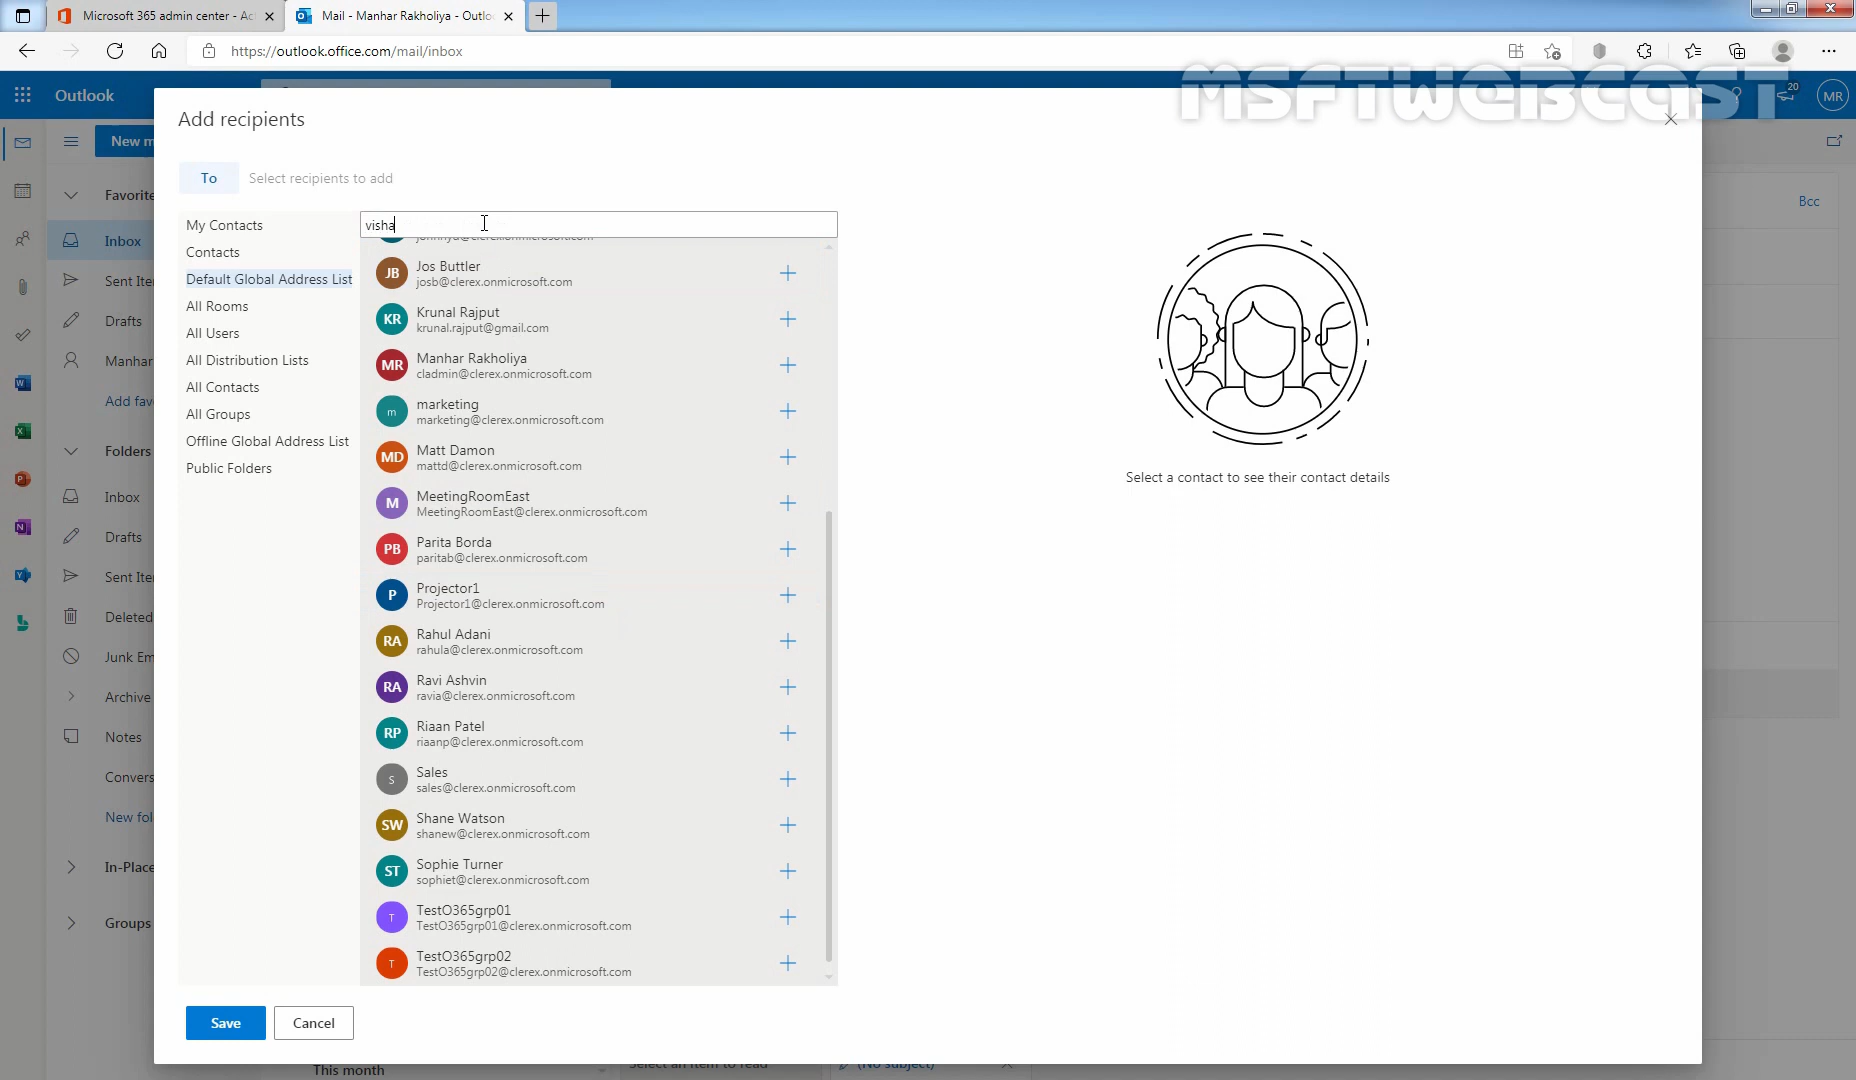 Microsoft 365 admin center - Ac
Mail - Manhar Rakholiya - Outlo
https://outlook.office.com/mail/inbox
MSFTWEBCAST
Outlook
20
MR
Add recipients
New m
To
Select recipients to add
Favorite
Bcc
My Contacts
visha
Inbox
Contacts
Jos Buttler
Default Global Address List
josb@clerex.onmicrosoft.com
JB
Sent Ite
All Rooms
Krunal Rajput
KR
krunal.rajput@gmail.com
Drafts
All Users
Manhar Rakholiya
MR
cladmin@clerex.onmicrosoft.com
Manhar
All Distribution Lists
All Contacts
marketing
m
marketing@clerex.onmicrosoft.com
Add fav
All Groups
Offline Global Address List
Matt Damon
MD
mattd@clerex.onmicrosoft.com
Folders
Public Folders
Select a contact to see their contact details
MeetingRoomEast
M
MeetingRoomEast@clerex.onmicrosoft.com
Inbox
Parita Borda
PB
paritab@clerex.onmicrosoft.com
Drafts
Projector1
P
Projector1@clerex.onmicrosoft.com
Sent Ite
Deleted
Rahul Adani
RA
rahula@clerex.onmicrosoft.com
Junk Em
Ravi Ashvin
RA
ravia@clerex.onmicrosoft.com
Archive
Riaan Patel
RP
riaanp@clerex.onmicrosoft.com
Notes
Sales
S
sales@clerex.onmicrosoft.com
Convers
New fol
Shane Watson
SW
shanew@clerex.onmicrosoft.com
In-Place
Sophie Turner
ST
sophiet@clerex.onmicrosoft.com
Groups
TestO365grp01
T
TestO365grp01@clerex.onmicrosoft.com
TestO365grp02
T
TestO365grp02@clerex.onmicrosoft.com
Save
Cancel
This month
Select an item to read
(No subject)